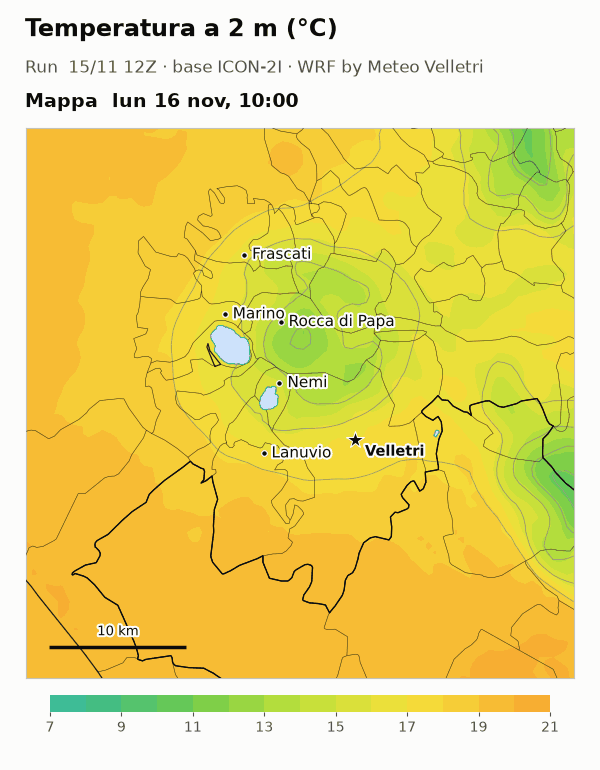 Temperatura a 2 m (°C)
Run  15/11 12Z · base ICON-2I · WRF by Meteo Velletri
Mappa  lun 16 nov, 10:00
Frascati
Marino
Rocca di Papa
Nemi
Velletri
Lanuvio
10 km
7 9 11 13 15 17 19 21